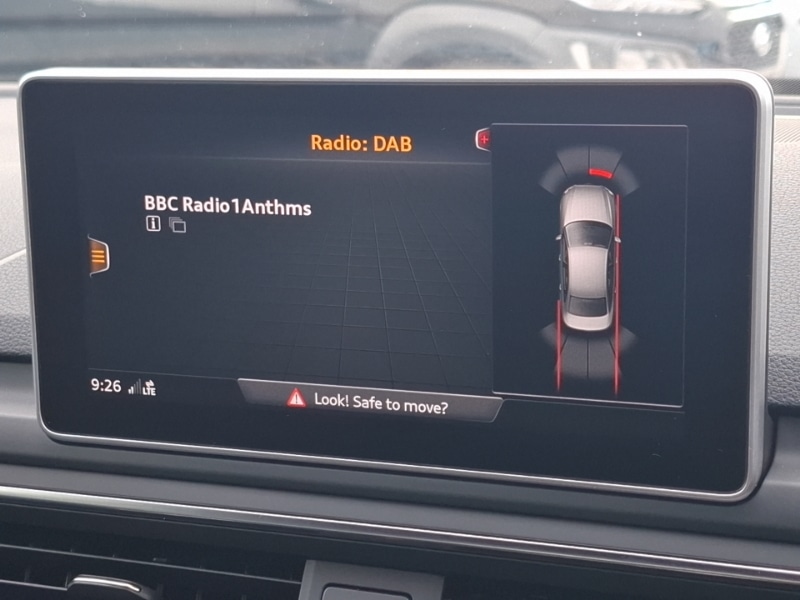 Radio: DAB
BBC Radio1Anthms
9:26 LTE
Look! Safe to move?